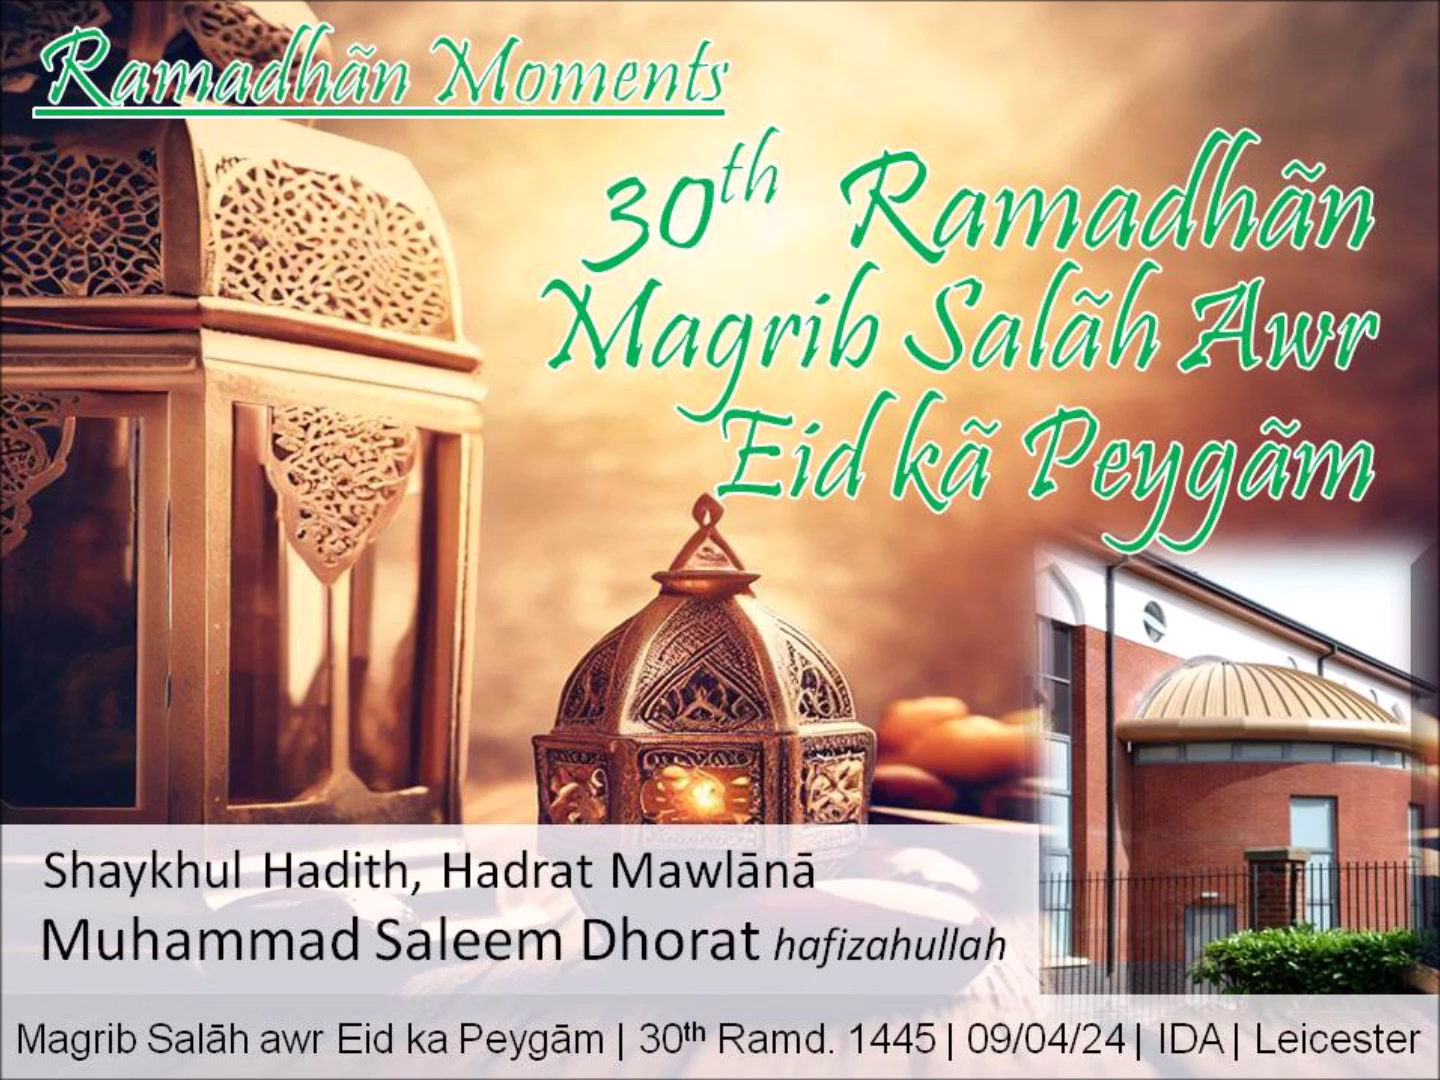 Ramadhãn Moments
30th Ramadhãn
Magrib Salãh Awr
Eid kã Peygãm
Shaykhul Hadith, Hadrat Mawlānā
Muhammad Saleem Dhorat hafizahullah
Magrib Salāh awr Eid ka Peygām | 30th Ramd. 1445 | 09/04/24 | IDA | Leicester